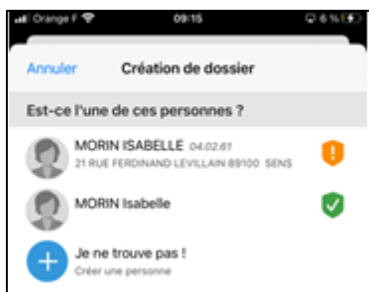 Orange F 09:15 6 %
Annuler Création de dossier
Est-ce l'une de ces personnes ?
MORIN ISABELLE 04.02.61
21 RUE FERDINAND LEVILLAIN 89100 SENS
MORIN Isabelle
Je ne trouve pas !
Créer une personne